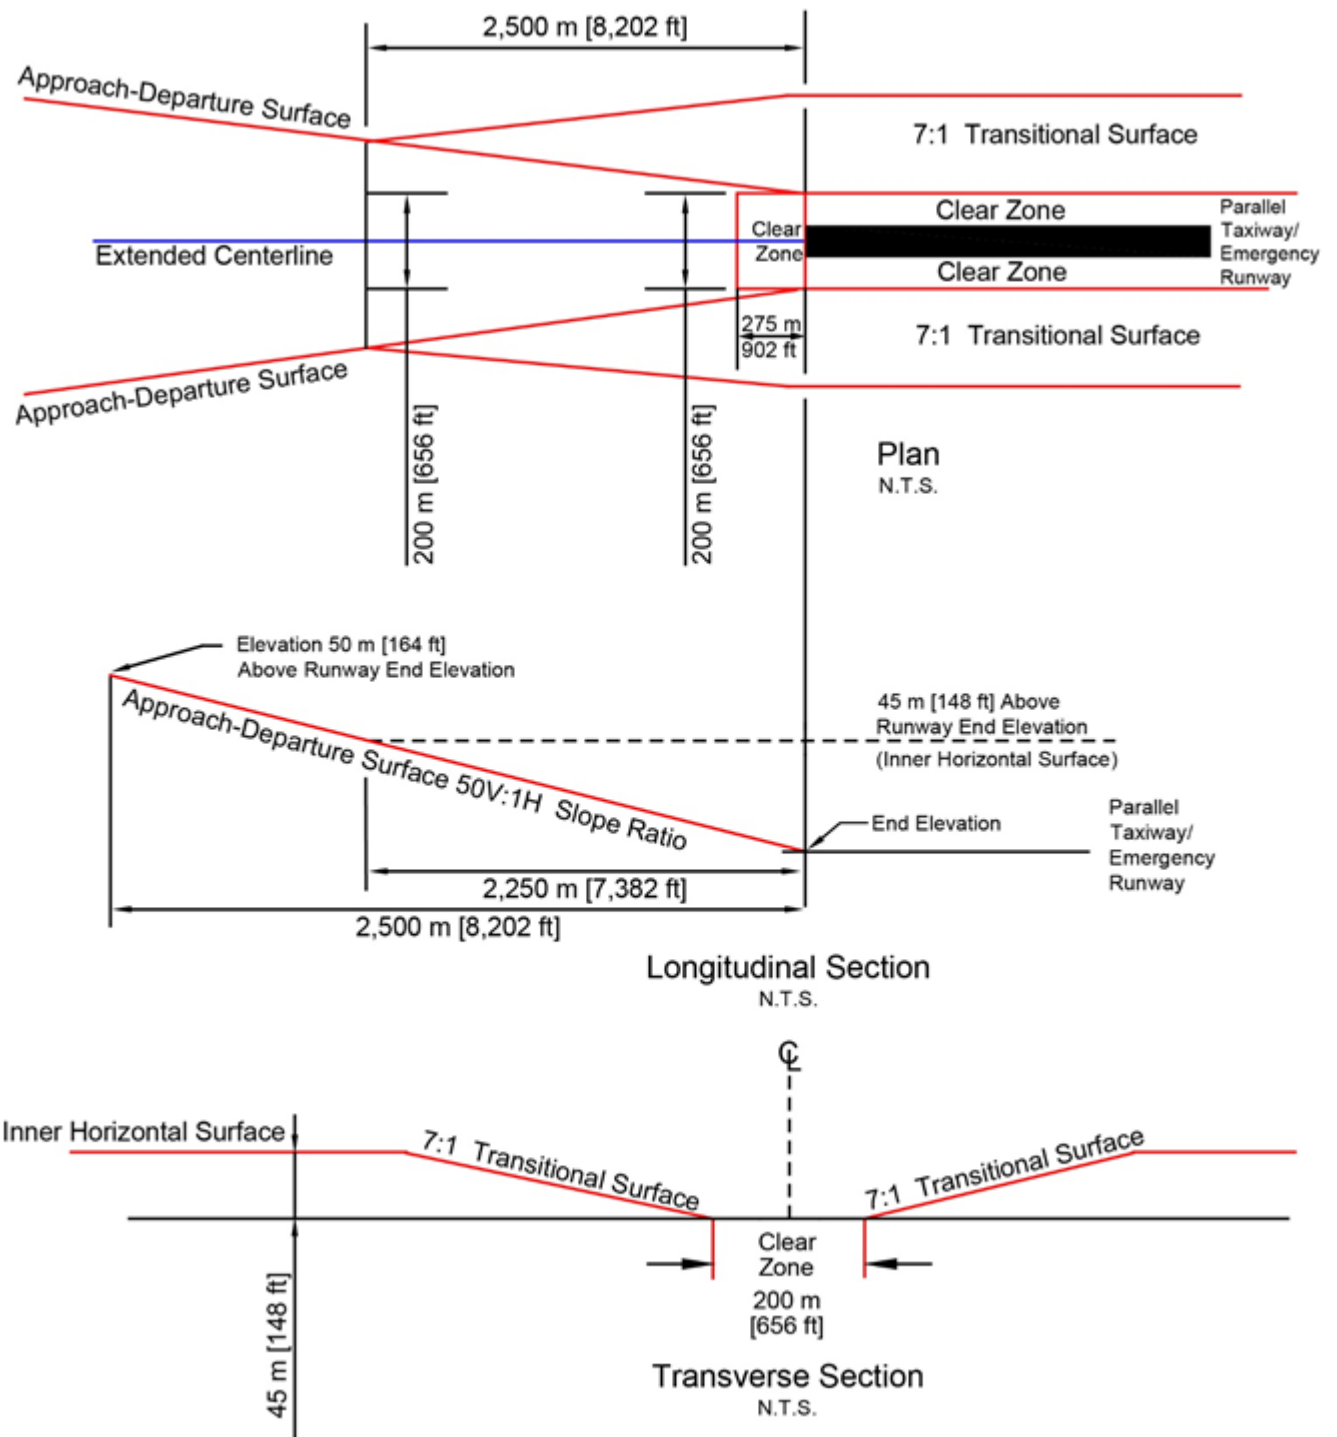 2,500 m [8,202 ft]
Approach-Departure Surface
7:1 Transitional Surface
Clear Zone
Parallel
Taxiway/
Emergency
Runway
Clear
Zone
Extended Centerline
Clear Zone
275 m
902 ft
7:1 Transitional Surface
Approach-Departure Surface
200 m [656 ft]
200 m [656 ft]
Plan
N.T.S.
Elevation 50 m [164 ft]
Above Runway End Elevation
45 m [148 ft] Above
Runway End Elevation
(Inner Horizontal Surface)
Approach-Departure Surface 50V:1H Slope Ratio
End Elevation
Parallel
Taxiway/
Emergency
Runway
2,250 m [7,382 ft]
2,500 m [8,202 ft]
Longitudinal Section
N.T.S.
CL
Inner Horizontal Surface
7:1 Transitional Surface
7:1 Transitional Surface
Clear
Zone
200 m
[656 ft]
45 m [148 ft]
Transverse Section
N.T.S.